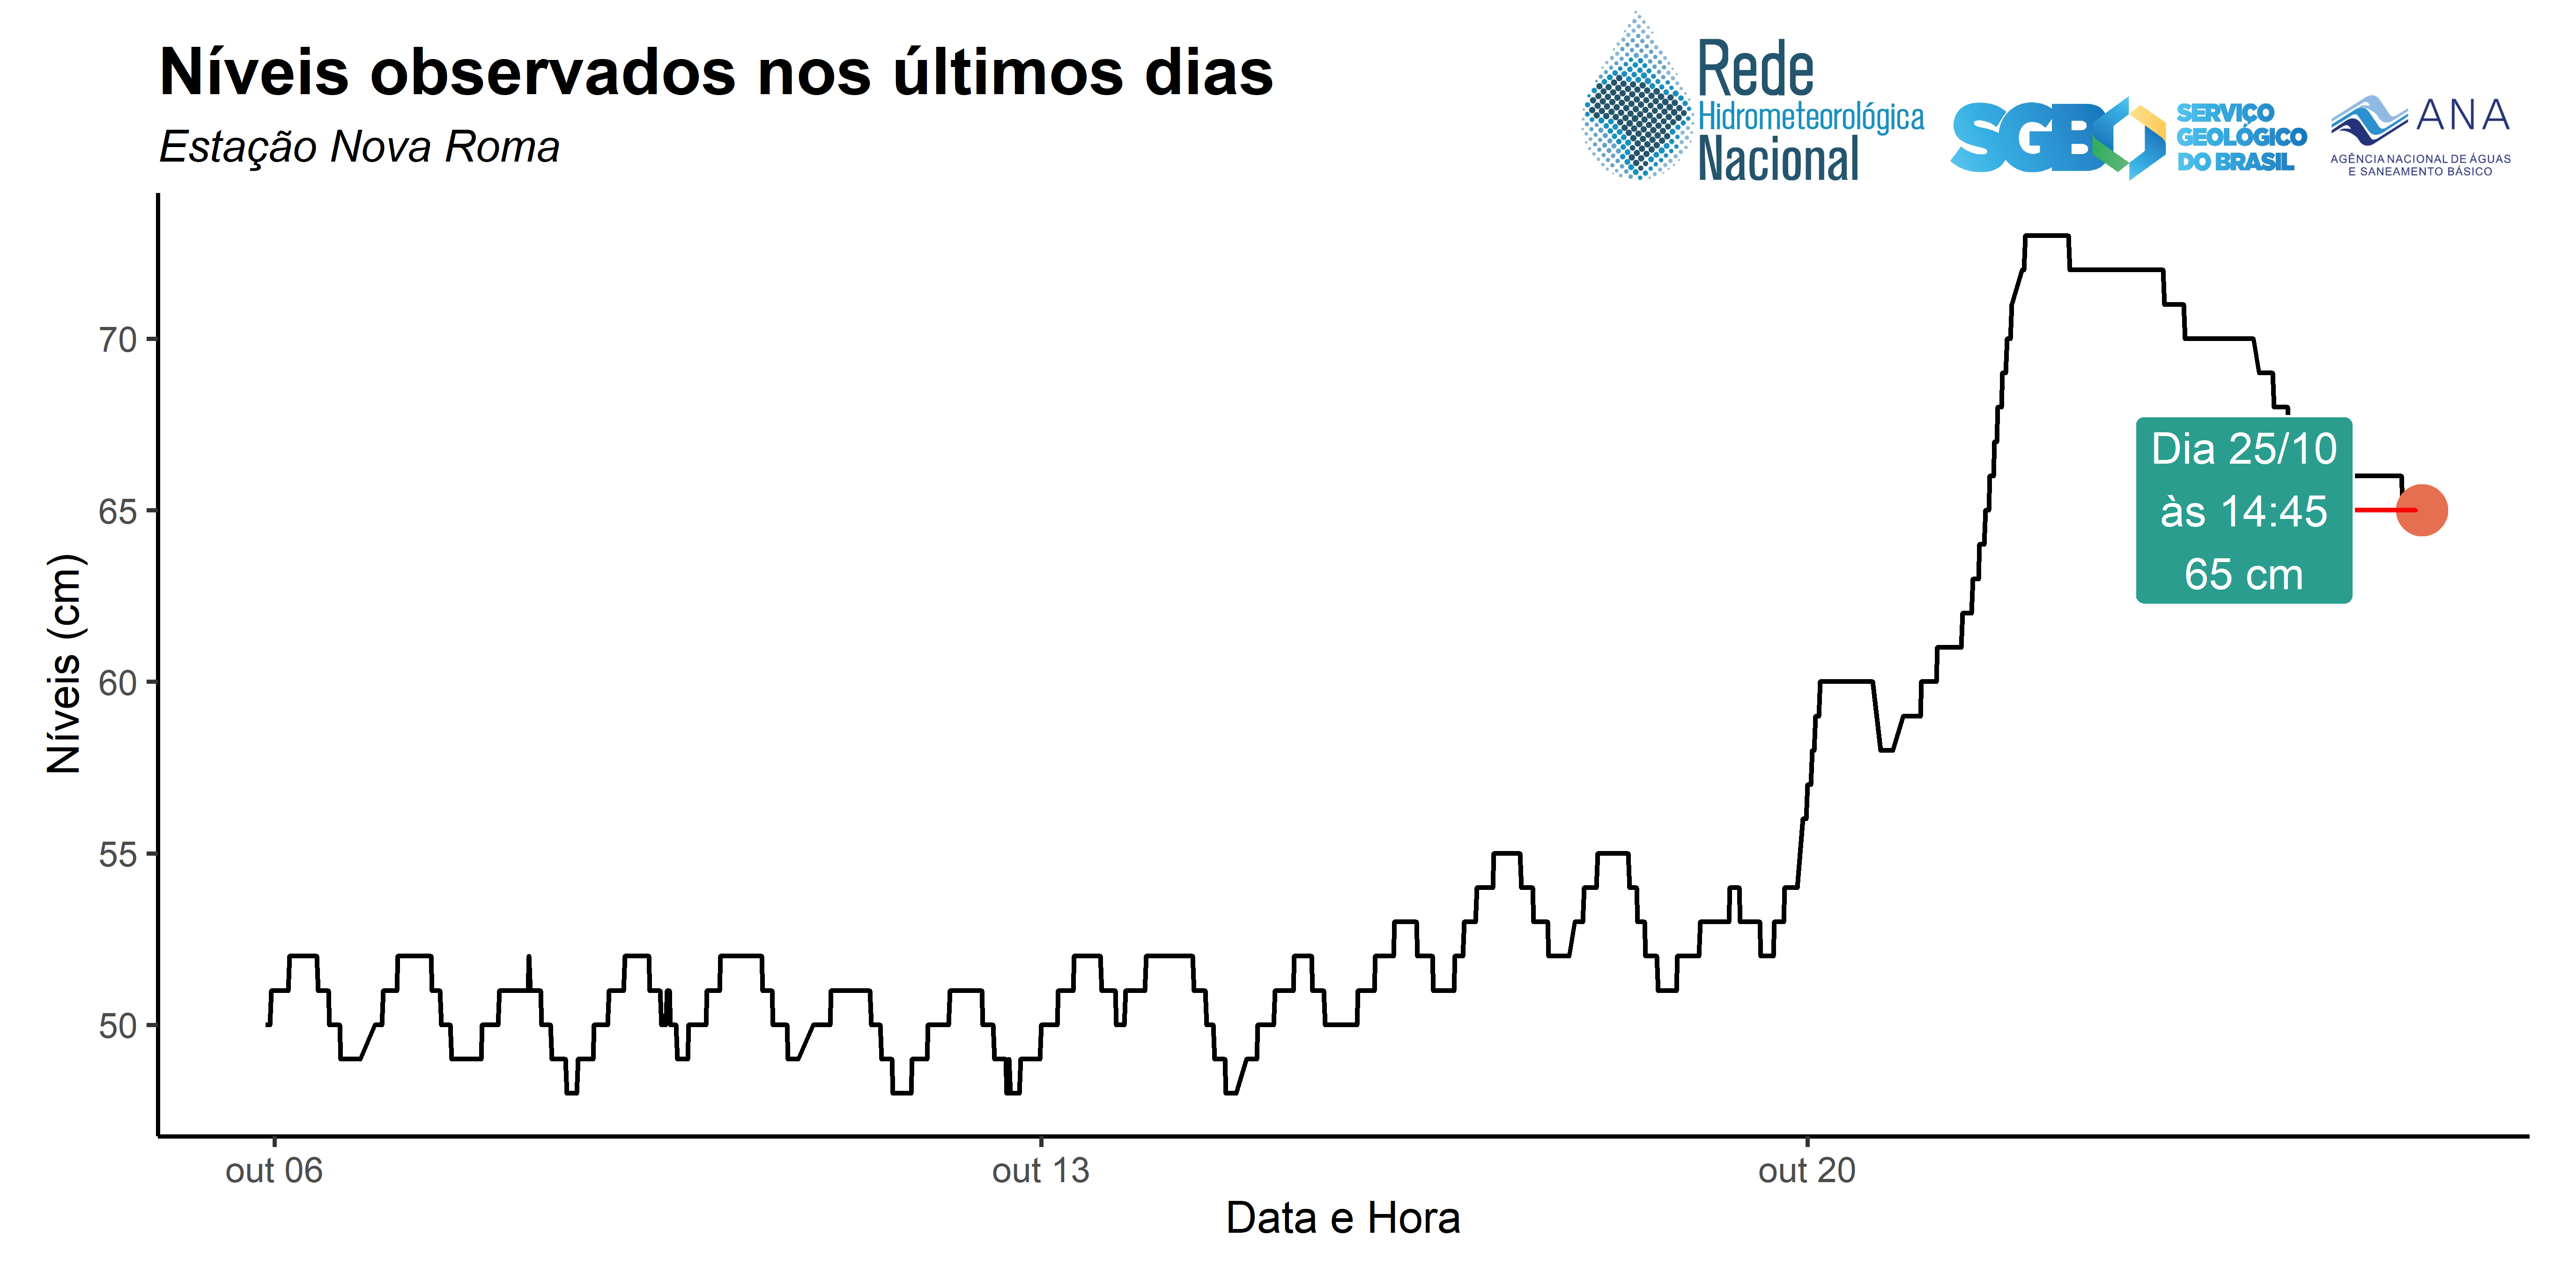 Níveis observados nos últimos dias
Estação Nova Roma
Rede
Hidrometeorológica
Nacional
SGB
SERVIÇO
GEOLÓGICO
DO BRASIL
ANA
AGÊNCIA NACIONAL DE ÁGUAS
E SANEAMENTO BÁSICO
Níveis (cm)
70
65
60
55
50
Dia 25/10
às 14:45
65 cm
out 06
out 13
out 20
Data e Hora